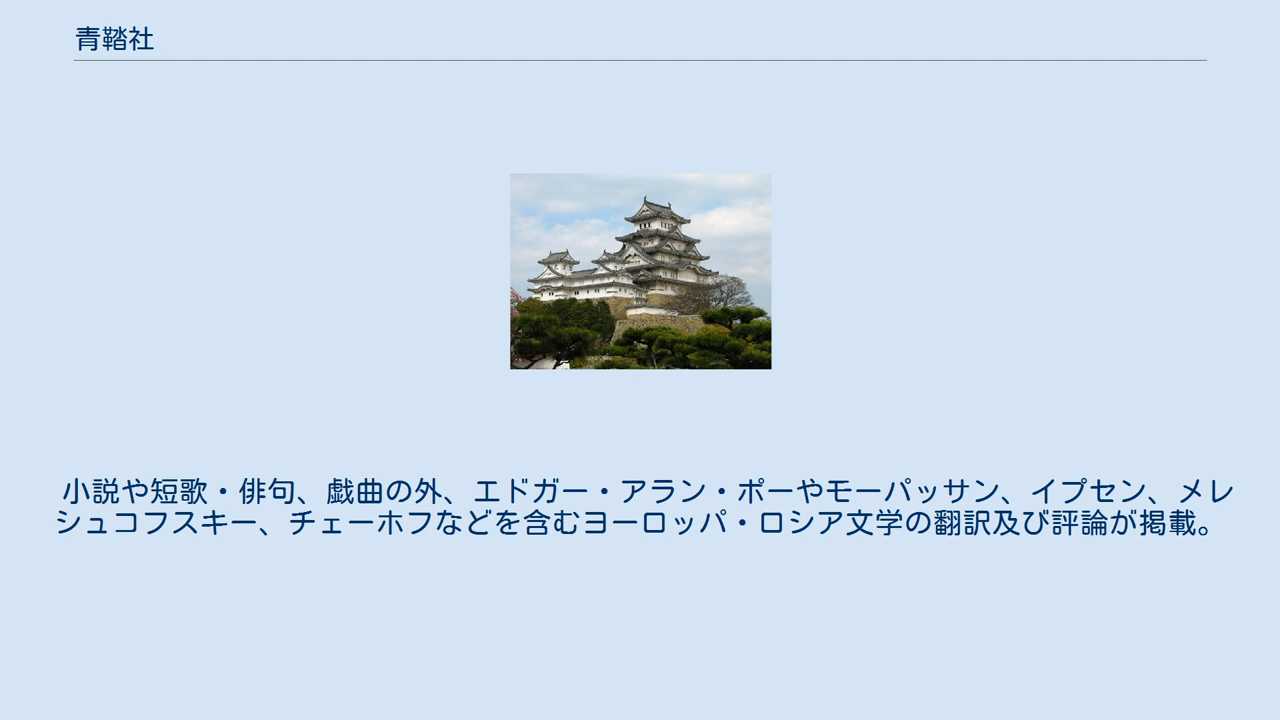 青鞜社
小説や短歌・俳句、戯曲の外、エドガー・アラン・ポーやモーパッサン、イプセン、メレ
シュコフスキー、チェーホフなどを含むヨーロッパ・ロシア文学の翻訳及び評論が掲載。